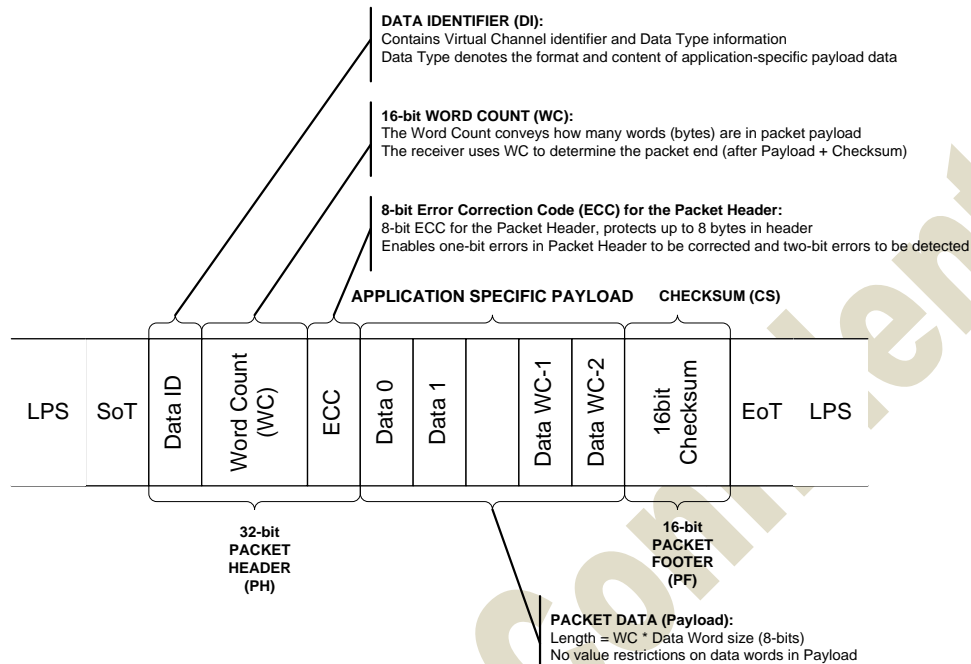 DATA IDENTIFIER (DI):
Contains Virtual Channel identifier and Data Type information
Data Type denotes the format and content of application-specific payload data
16-bit WORD COUNT (WC):
The Word Count conveys how many words (bytes) are in packet payload
The receiver uses WC to determine the packet end (after Payload + Checksum)
8-bit Error Correction Code (ECC) for the Packet Header:
8-bit ECC for the Packet Header, protects up to 8 bytes in header
Enables one-bit errors in Packet Header to be corrected and two-bit errors to be detected
APPLICATION SPECIFIC PAYLOAD
CHECKSUM (CS)
LPS
SoT
Data ID
Word Count
(WC)
ECC
Data 0
Data 1
Data WC-1
Data WC-2
16bit
Checksum
EoT
LPS
32-bit
PACKET
HEADER
(PH)
16-bit
PACKET
FOOTER
(PF)
PACKET DATA (Payload):
Length = WC * Data Word size (8-bits)
No value restrictions on data words in Payload